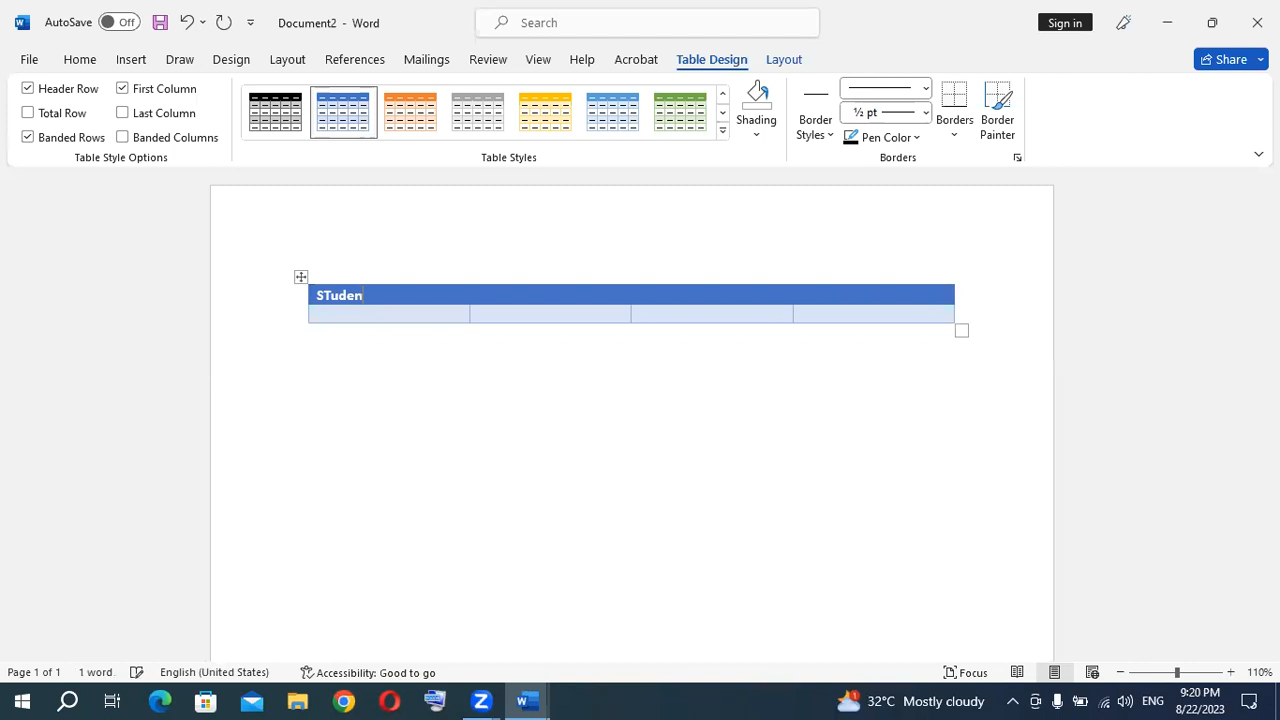 AutoSave Off Document2 - Word Search Sign in
File Home Insert Draw Design Layout References Mailings Review View Help Acrobat Table Design Layout Share
Header Row First Column
Total Row Last Column
Banded Rows Banded Columns
Table Style Options
Table Styles
Shading
Border Styles
½ pt
Pen Color
Borders
Border Painter
Borders
STuden
Page 1 of 1 1 word English (United States) Accessibility: Good to go Focus 110%
32°C Mostly cloudy ENG 9:20 PM
8/22/2023